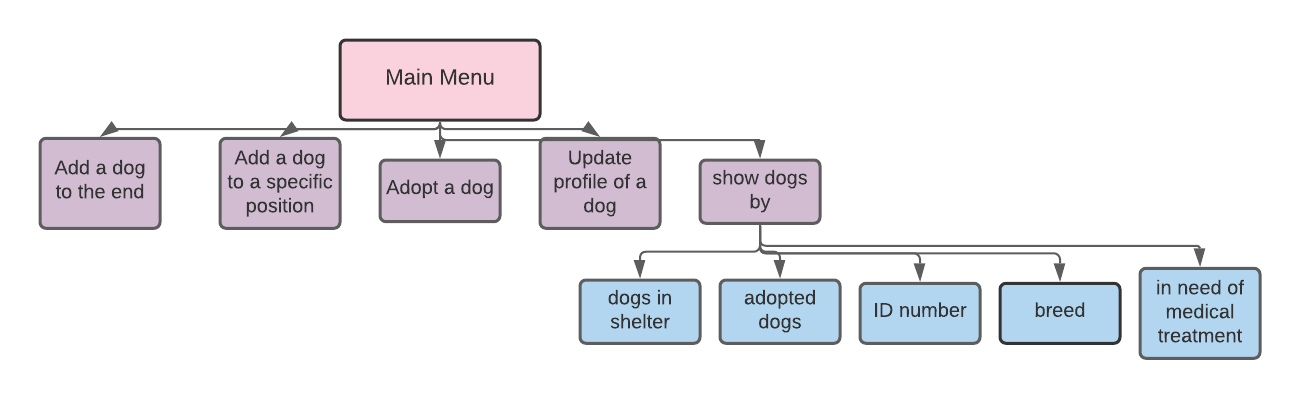 Main Menu
Add a dog
to the end
Add a dog
to a specific
position
Adopt a dog
Update
profile of a
dog
show dogs
by
dogs in
shelter
adopted
dogs
ID number
breed
in need of
medical
treatment